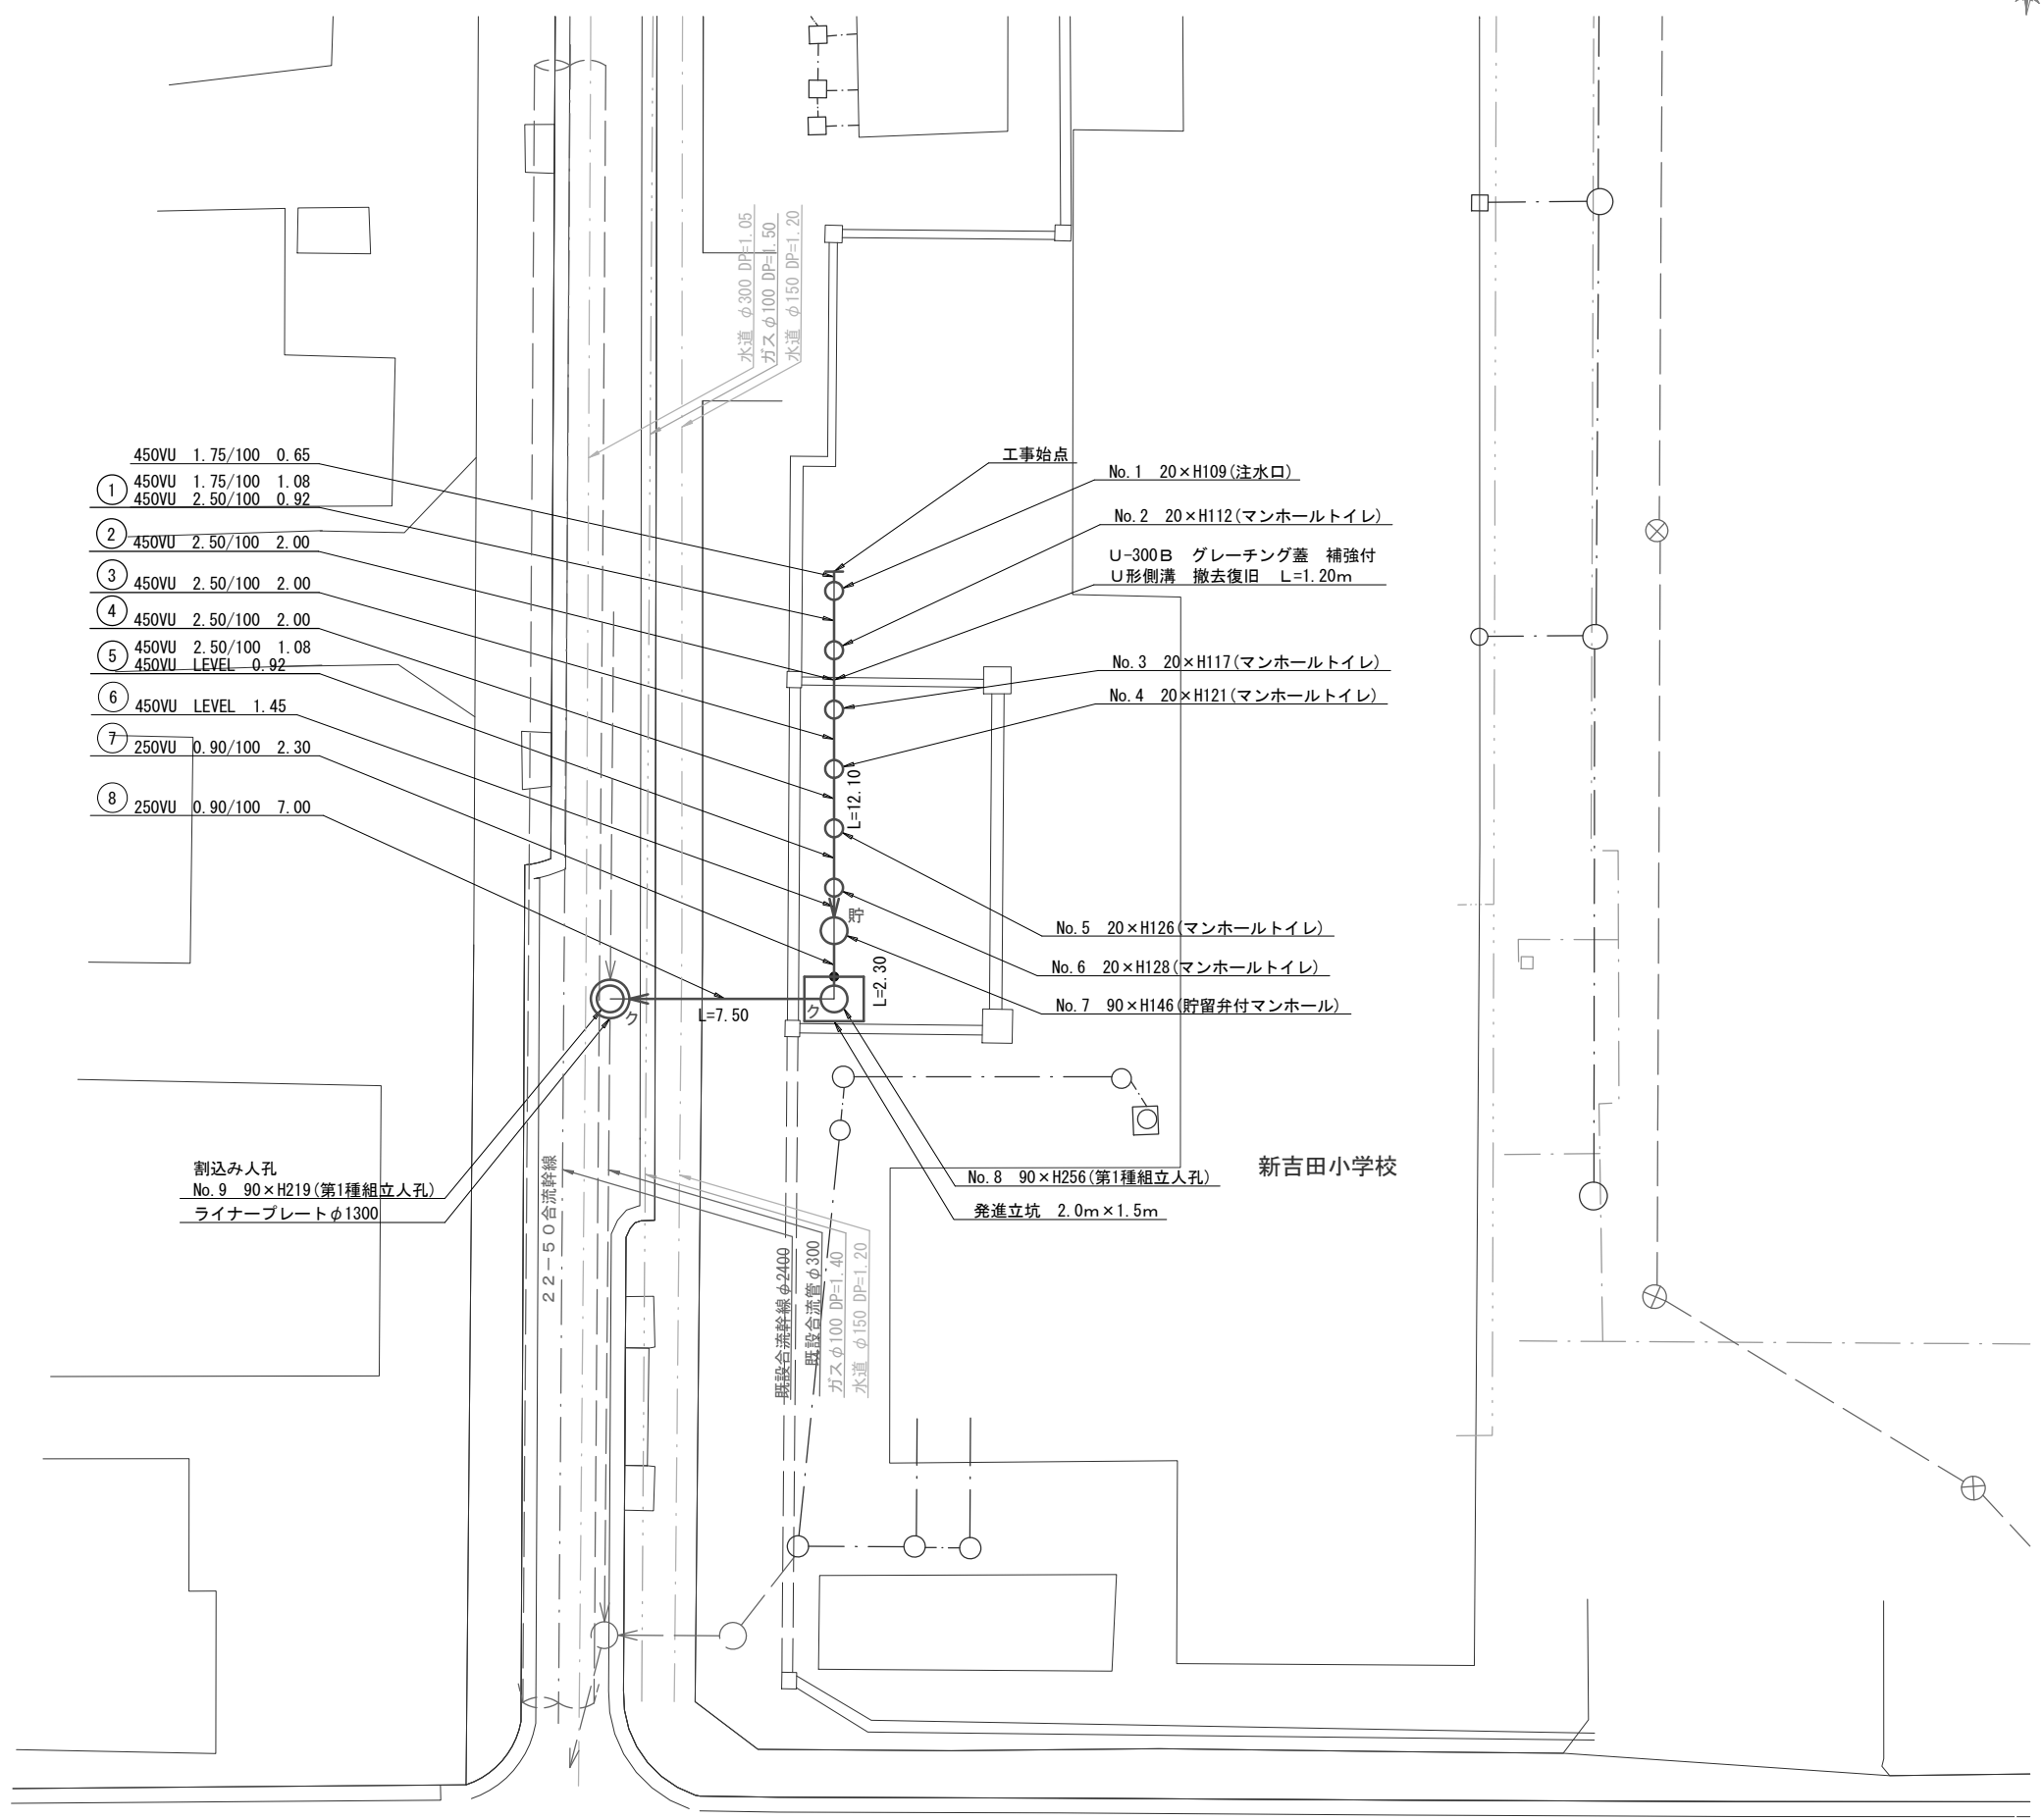 水道 φ300 DP=1.05
ガス φ100 DP=1.50
水道 φ150 DP=1.20
450VU 1.75/100 0.65
① 450VU 1.75/100 1.08
450VU 2.50/100 0.92
② 450VU 2.50/100 2.00
③ 450VU 2.50/100 2.00
④ 450VU 2.50/100 2.00
⑤ 450VU 2.50/100 1.08
450VU LEVEL 0.92
⑥ 450VU LEVEL 1.45
⑦ 250VU 0.90/100 2.30
⑧ 250VU 0.90/100 7.00
工事始点
No.1 20×H109(注水口)
No.2 20×H112(マンホールトイレ)
U-300B グレーチング蓋 補強付
U形側溝 撤去復旧 L=1.20m
No.3 20×H117(マンホールトイレ)
No.4 20×H121(マンホールトイレ)
L=12.10
貯
No.5 20×H126(マンホールトイレ)
No.6 20×H128(マンホールトイレ)
No.7 90×H146(貯留弁付マンホール)
L=2.30
L=7.50
ク
ク
割込み人孔
No.9 90×H219(第1種組立人孔)
ライナープレートφ1300
22-50合流幹線
No.8 90×H256(第1種組立人孔)
発進立坑 2.0m×1.5m
新吉田小学校
既設合流幹線φ2400
既設合流管φ300
ガスφ100 DP=1.40
水道 φ150 DP=1.20